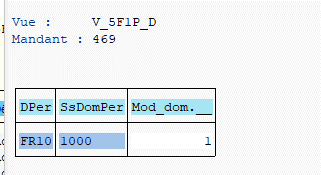 Vue : V_5F1P_D
Mandant : 469
DPer SsDomPer Mod_dom.__
FR10 1000 1